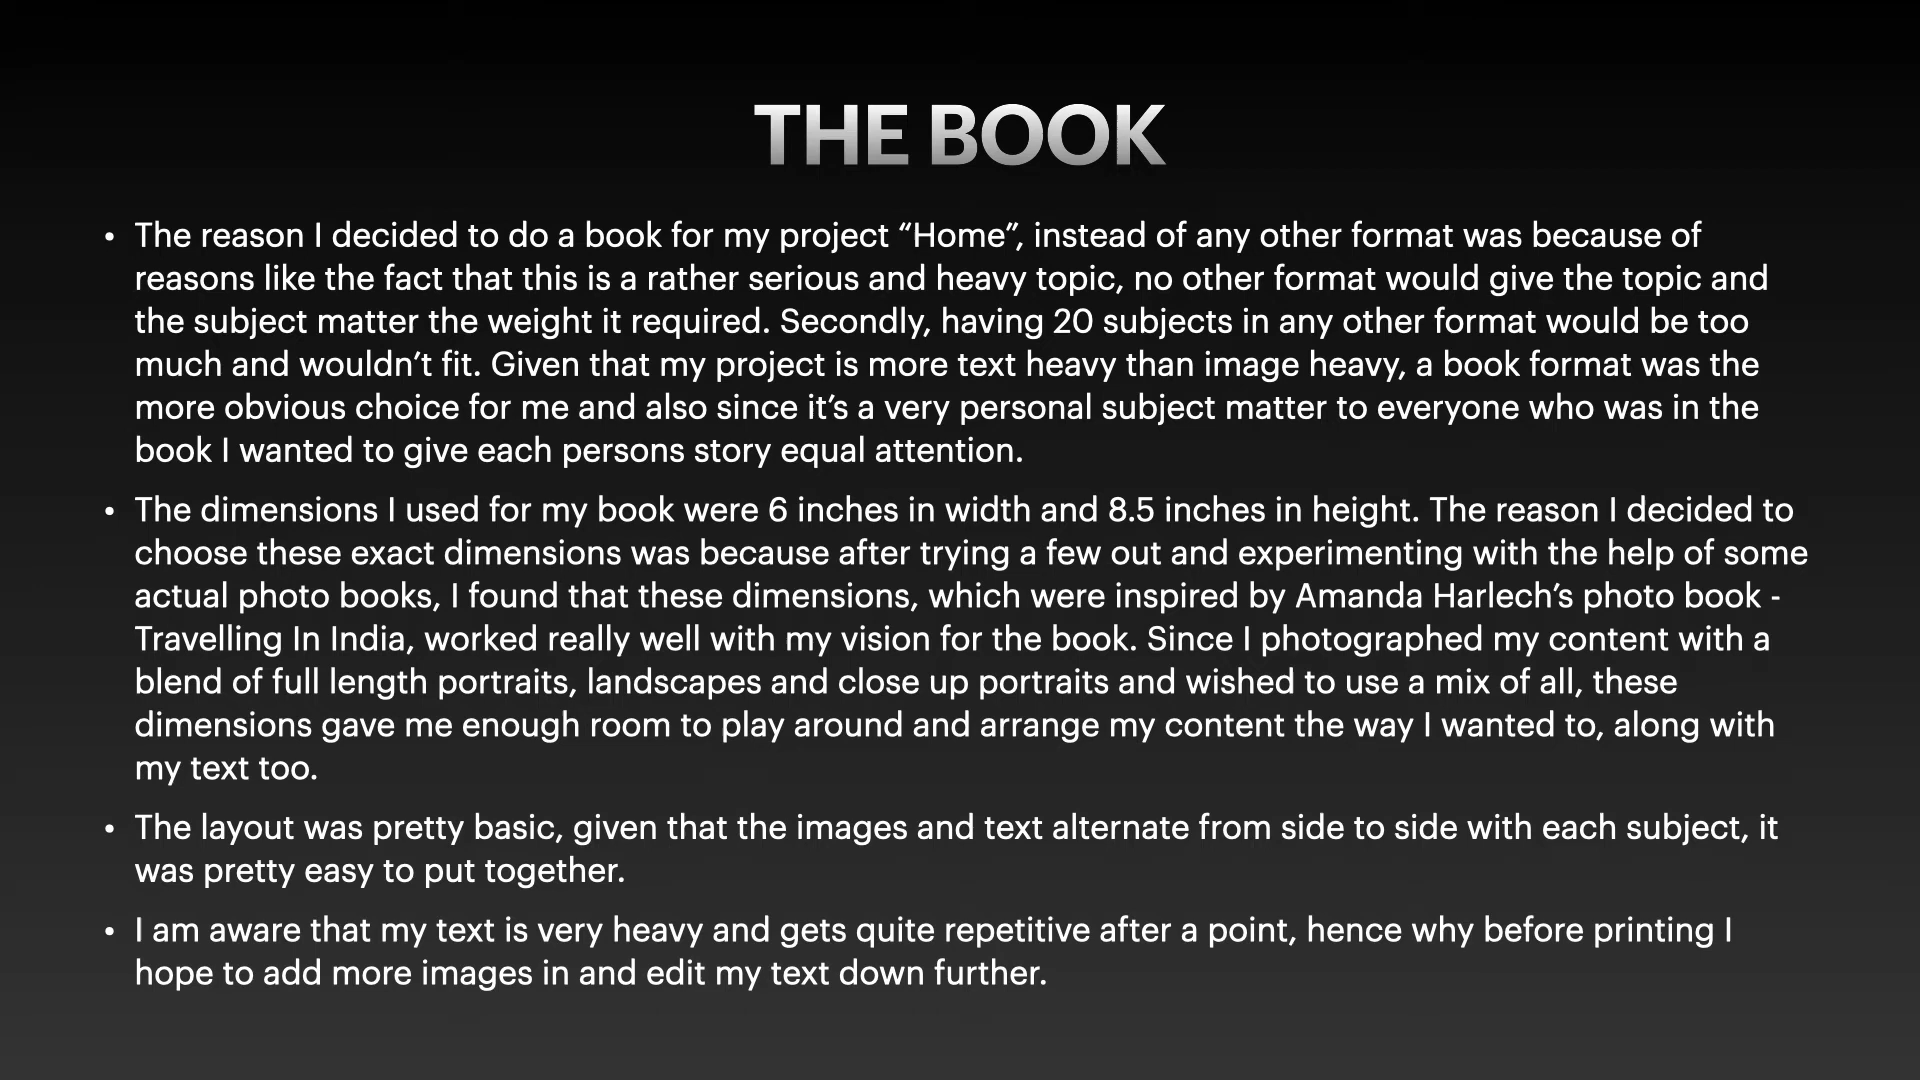 THE BOOK
• The reason I decided to do a book for my project “Home”, instead of any other format was because of
reasons like the fact that this is a rather serious and heavy topic, no other format would give the topic and
the subject matter the weight it required. Secondly, having 20 subjects in any other format would be too
much and wouldn’t fit. Given that my project is more text heavy than image heavy, a book format was the
more obvious choice for me and also since it’s a very personal subject matter to everyone who was in the
book I wanted to give each persons story equal attention.
• The dimensions I used for my book were 6 inches in width and 8.5 inches in height. The reason I decided to
choose these exact dimensions was because after trying a few out and experimenting with the help of some
actual photo books, I found that these dimensions, which were inspired by Amanda Harlech’s photo book -
Travelling In India, worked really well with my vision for the book. Since I photographed my content with a
blend of full length portraits, landscapes and close up portraits and wished to use a mix of all, these
dimensions gave me enough room to play around and arrange my content the way I wanted to, along with
my text too.
• The layout was pretty basic, given that the images and text alternate from side to side with each subject, it
was pretty easy to put together.
• I am aware that my text is very heavy and gets quite repetitive after a point, hence why before printing I
hope to add more images in and edit my text down further.